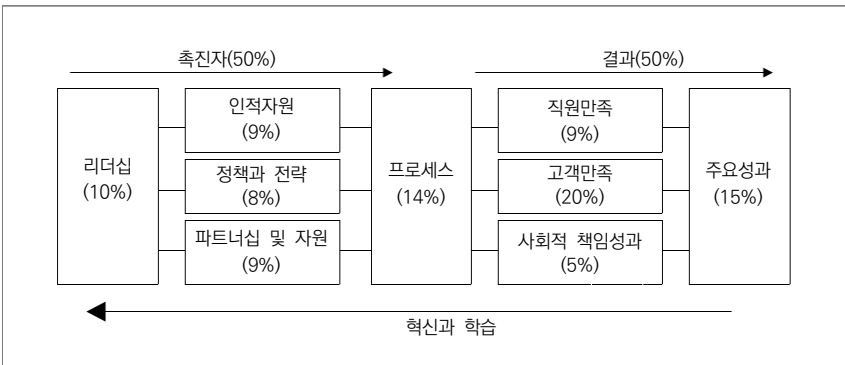 촉진자(50%)
결과(50%)
리더십
(10%)
인적자원
(9%)
정책과 전략
(8%)
파트너십 및 자원
(9%)
프로세스
(14%)
직원만족
(9%)
고객만족
(20%)
사회적 책임성과
(5%)
주요성과
(15%)
혁신과 학습